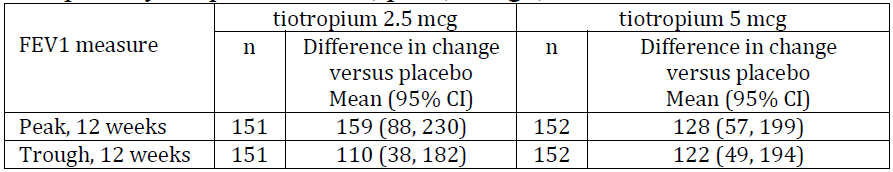 tiotropium 2.5 mcg tiotropium 5 mcg
FEV1 measure n Difference in change n Difference in change
versus placebo versus placebo
Mean (95% CI) Mean (95% CI)
Peak, 12 weeks 151 159 (88, 230) 152 128 (57, 199)
Trough, 12 weeks 151 110 (38, 182) 152 122 (49, 194)